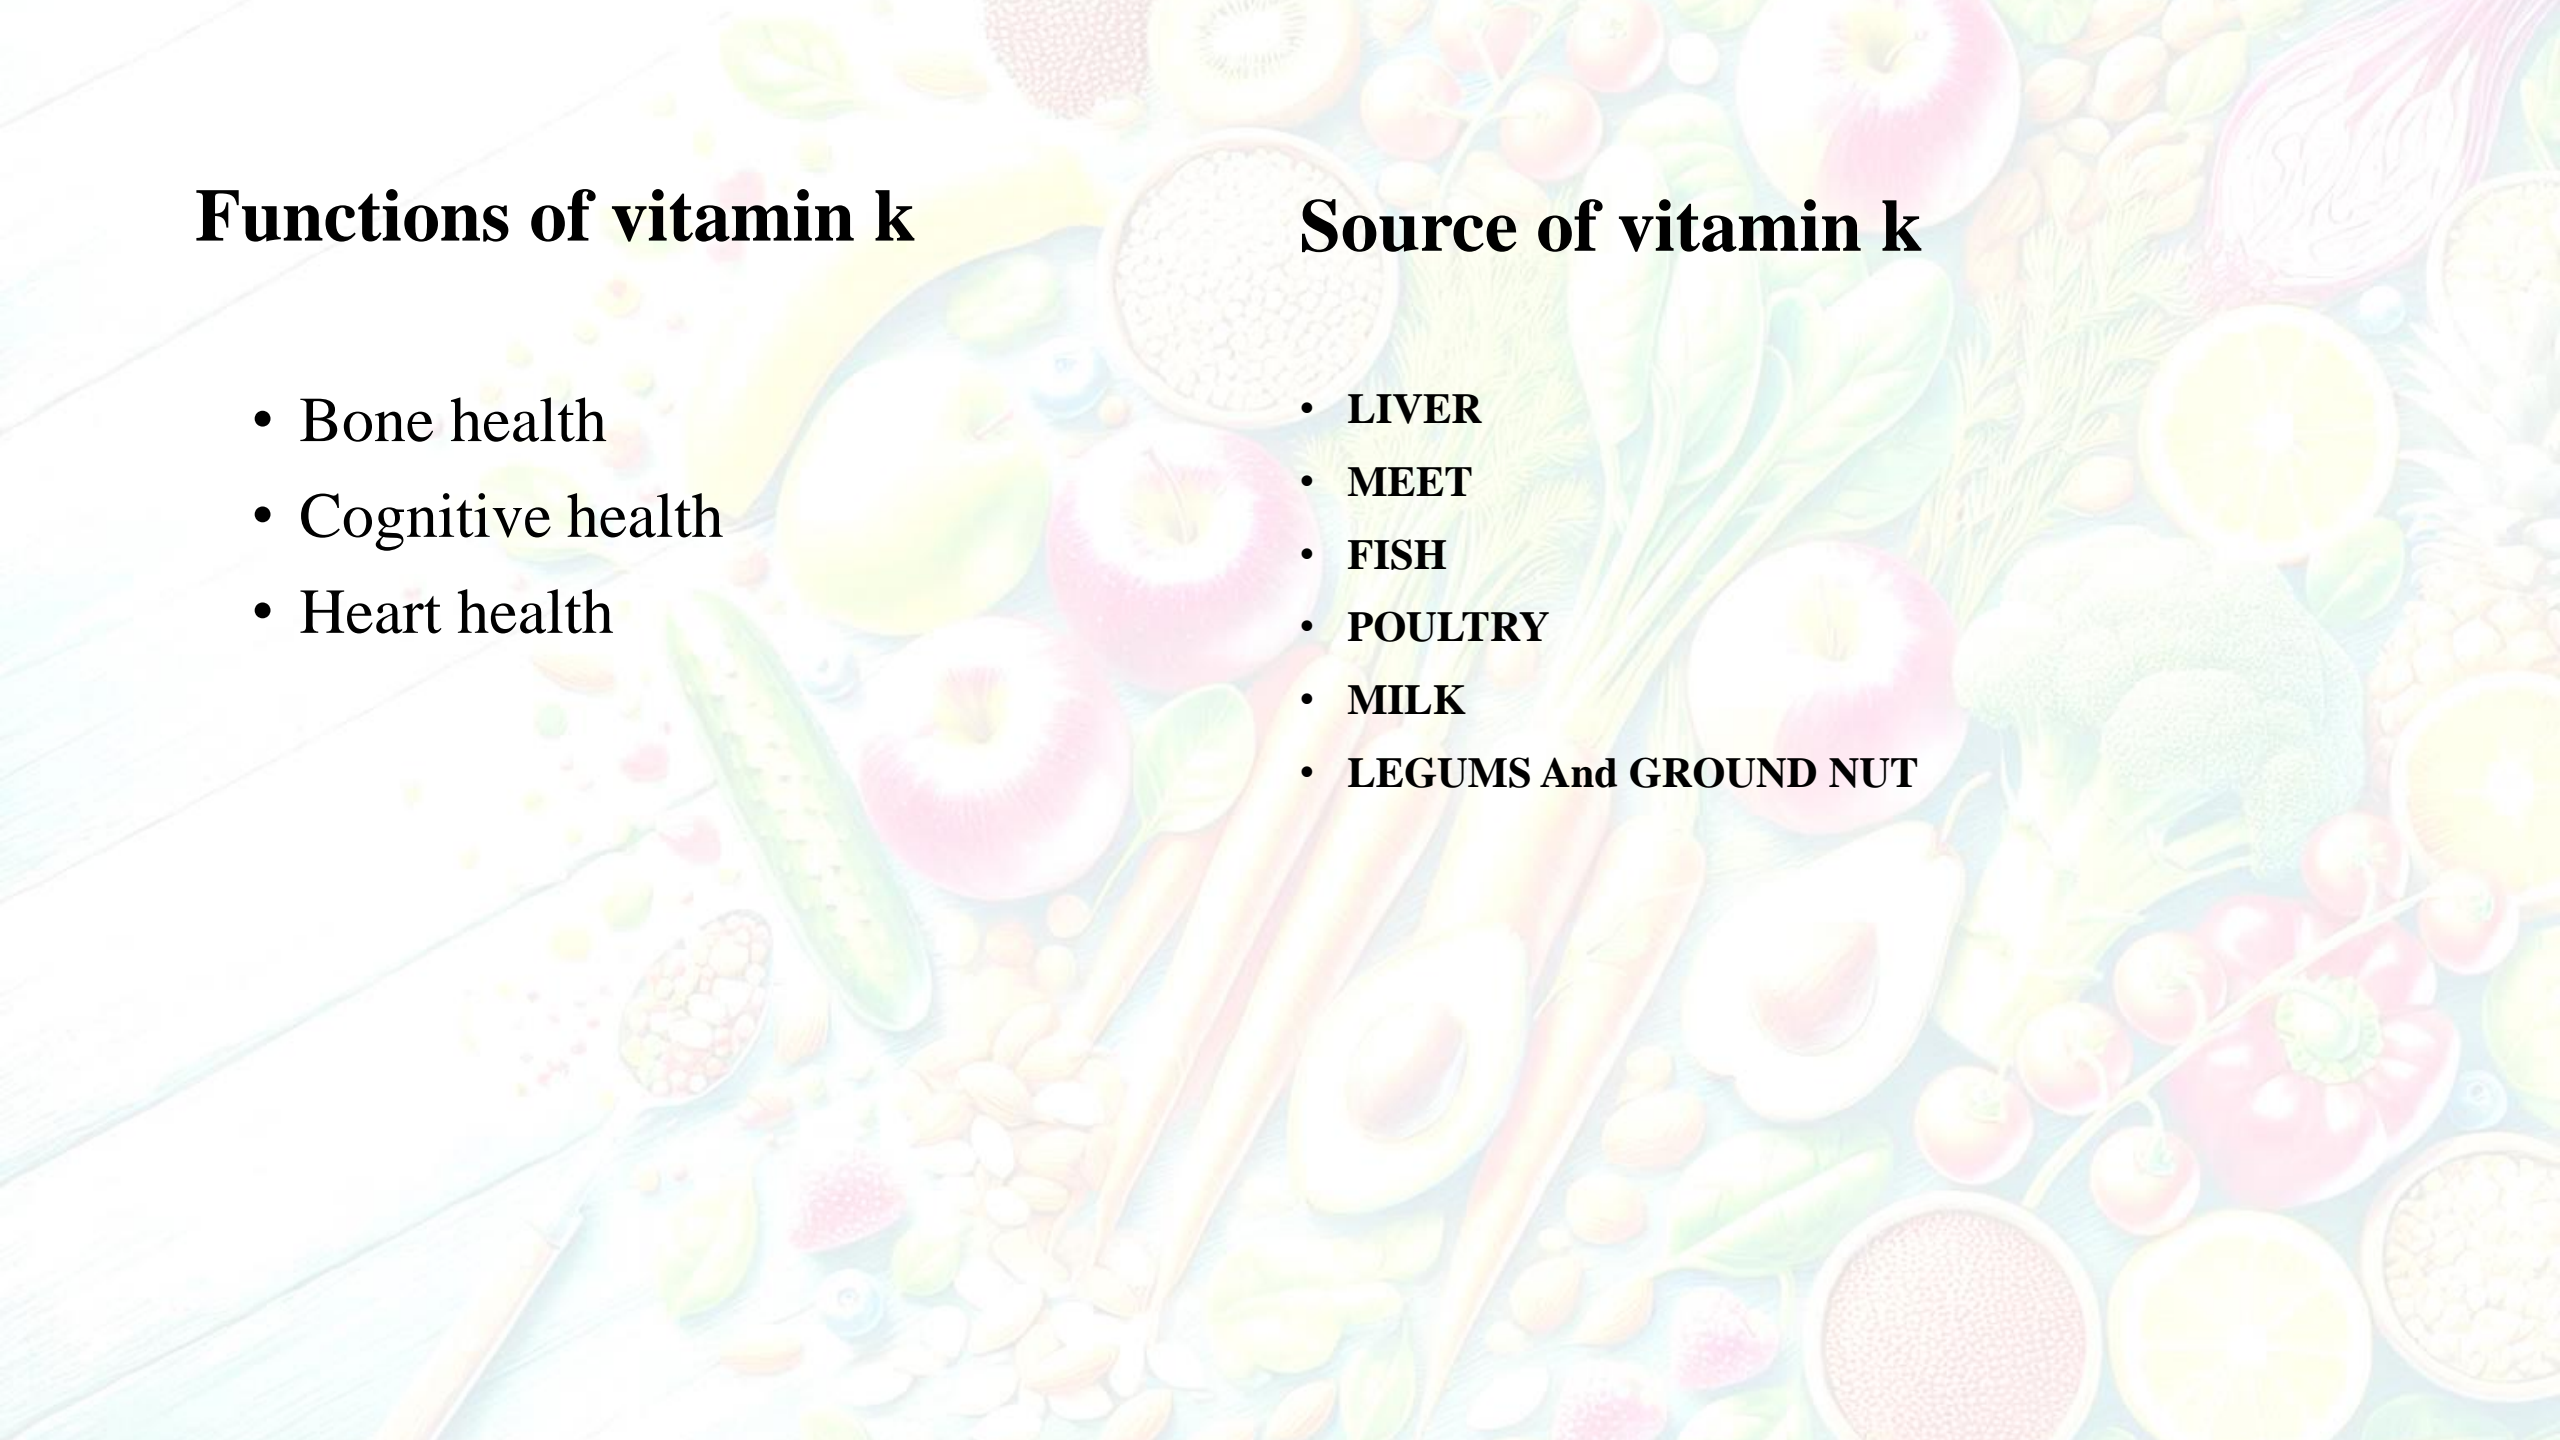 Functions of vitamin k
• Bone health
• Cognitive health
• Heart health
Source of vitamin k
• LIVER
• MEET
• FISH
• POULTRY
• MILK
• LEGUMS And GROUND NUT